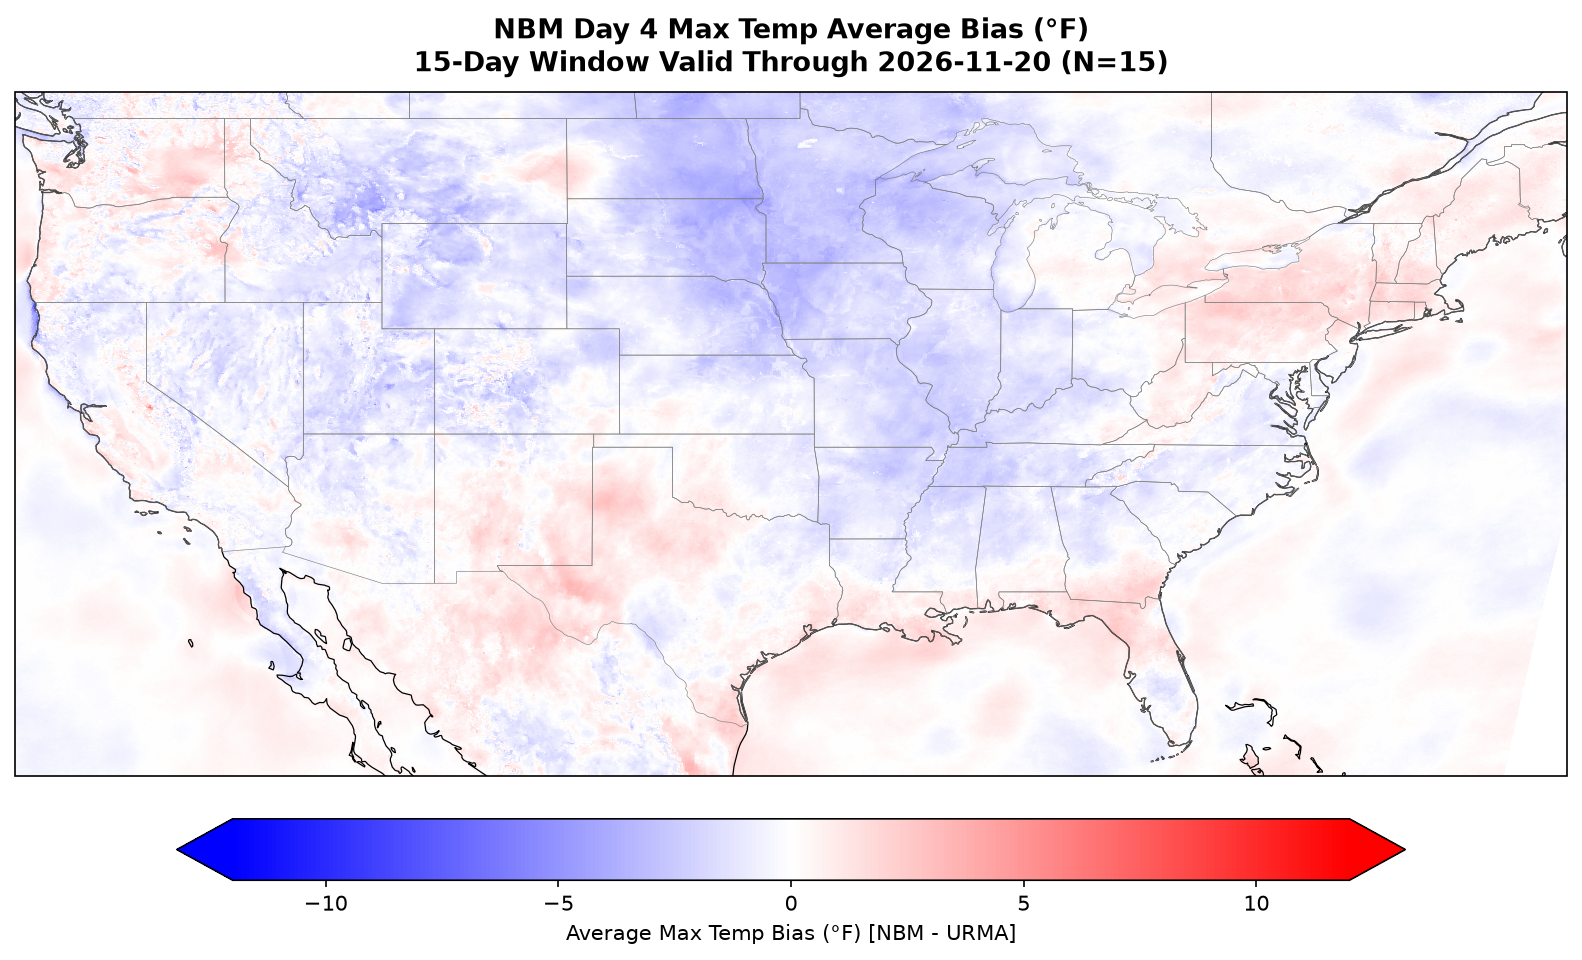 NBM Day 4 Max Temp Average Bias (°F)
15-Day Window Valid Through 2026-11-20 (N=15)
−10 −5 0 5 10
Average Max Temp Bias (°F) [NBM - URMA]